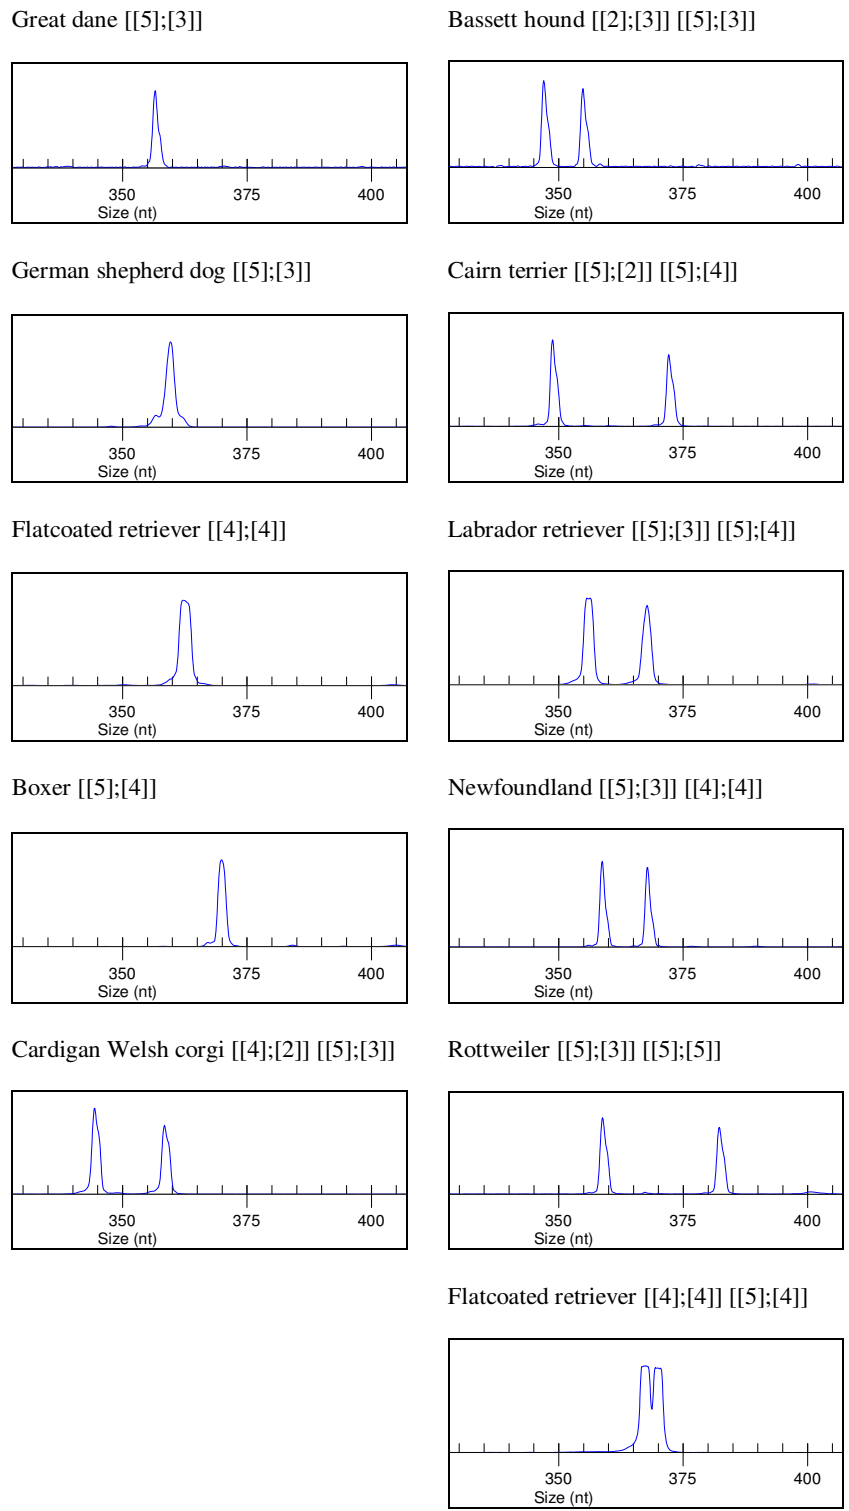 Great dane [[5];[3]]
350 375 400
Size (nt)
Bassett hound [[2];[3]] [[5];[3]]
350 375 400
Size (nt)
German shepherd dog [[5];[3]]
350 375 400
Size (nt)
Cairn terrier [[5];[2]] [[5];[4]]
350 375 400
Size (nt)
Flatcoated retriever [[4];[4]]
350 375 400
Size (nt)
Labrador retriever [[5];[3]] [[5];[4]]
350 375 400
Size (nt)
Boxer [[5];[4]]
350 375 400
Size (nt)
Newfoundland [[5];[3]] [[4];[4]]
350 375 400
Size (nt)
Cardigan Welsh corgi [[4];[2]] [[5];[3]]
350 375 400
Size (nt)
Rottweiler [[5];[3]] [[5];[5]]
350 375 400
Size (nt)
Flatcoated retriever [[4];[4]] [[5];[4]]
350 375 400
Size (nt)